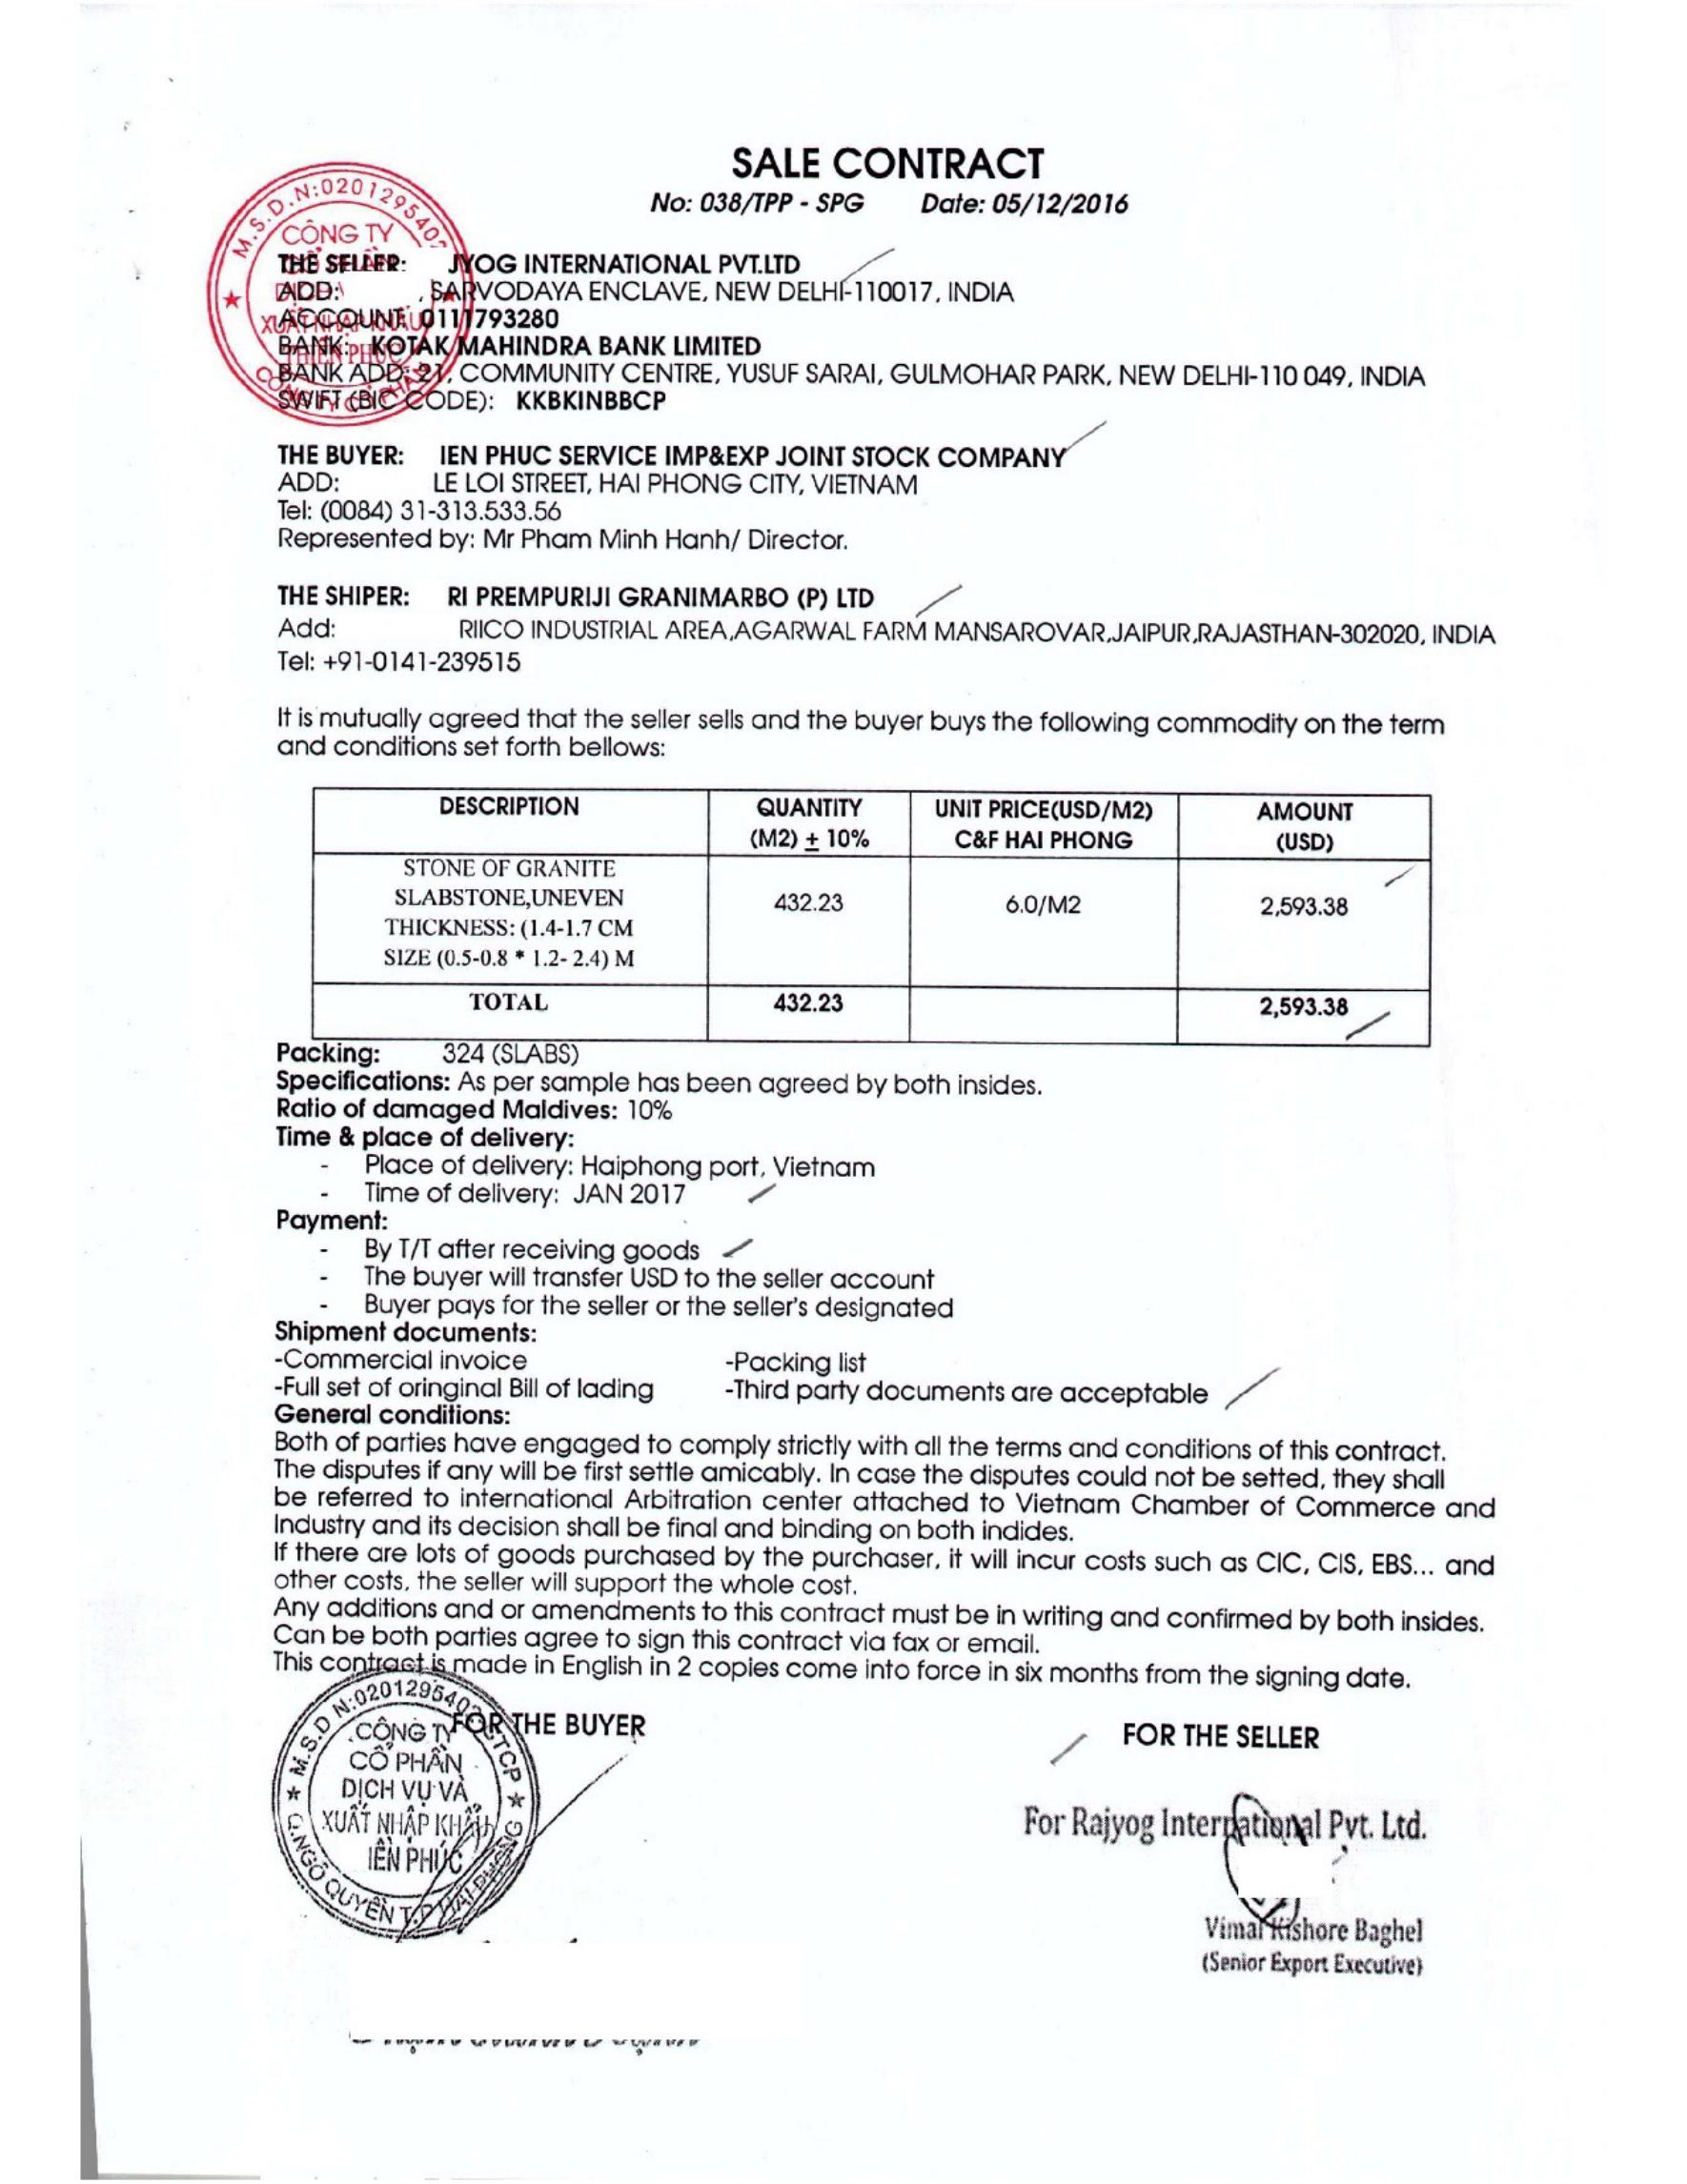 SALE CONTRACT
No: 038/TPP - SPG Date: 05/12/2016
M.S.D.N:020129540
CÔNG TY
THE SELLER: JYOG INTERNATIONAL PVT.LTD
ADD: , SARVODAYA ENCLAVE, NEW DELHI-110017, INDIA
ACCOUNT: 0111793280
XUẤT NHẬP KHẨU
BANK: KOTAK MAHINDRA BANK LIMITED
BANK ADD: 21, COMMUNITY CENTRE, YUSUF SARAI, GULMOHAR PARK, NEW DELHI-110 049, INDIA
SWIFT (BIC CODE): KKBKINBBCP
THE BUYER: IEN PHUC SERVICE IMP&EXP JOINT STOCK COMPANY
ADD: LE LOI STREET, HAI PHONG CITY, VIETNAM
Tel: (0084) 31-313.533.56
Represented by: Mr Pham Minh Hanh/ Director.
THE SHIPER: RI PREMPURIJI GRANIMARBO (P) LTD
Add: RIICO INDUSTRIAL AREA,AGARWAL FARM MANSAROVAR,JAIPUR,RAJASTHAN-302020, INDIA
Tel: +91-0141-239515
It is mutually agreed that the seller sells and the buyer buys the following commodity on the term
and conditions set forth bellows:
DESCRIPTION QUANTITY UNIT PRICE(USD/M2) AMOUNT
(M2) ± 10% C&F HAI PHONG (USD)
STONE OF GRANITE
SLABSTONE,UNEVEN 432.23 6.0/M2 2,593.38
THICKNESS: (1.4-1.7 CM
SIZE (0.5-0.8 * 1.2- 2.4) M
TOTAL 432.23 2,593.38
Packing: 324 (SLABS)
Specifications: As per sample has been agreed by both insides.
Ratio of damaged Maldives: 10%
Time & place of delivery:
- Place of delivery: Haiphong port, Vietnam
- Time of delivery: JAN 2017
Payment:
- By T/T after receiving goods
- The buyer will transfer USD to the seller account
- Buyer pays for the seller or the seller's designated
Shipment documents:
-Commercial invoice -Packing list
-Full set of oringinal Bill of lading -Third party documents are acceptable
General conditions:
Both of parties have engaged to comply strictly with all the terms and conditions of this contract.
The disputes if any will be first settle amicably. In case the disputes could not be setted, they shall
be referred to international Arbitration center attached to Vietnam Chamber of Commerce and
Industry and its decision shall be final and binding on both indides.
If there are lots of goods purchased by the purchaser, it will incur costs such as CIC, CIS, EBS... and
other costs, the seller will support the whole cost.
Any additions and or amendments to this contract must be in writing and confirmed by both insides.
Can be both parties agree to sign this contract via fax or email.
This contract is made in English in 2 copies come into force in six months from the signing date.
FOR THE BUYER FOR THE SELLER
M.S.D N:020129540
CTCP
CÔNG TY
CỔ PHẦN
DỊCH VỤ VÀ
XUẤT NHẬP KHẨU
IÊN PHÚC
Q.NGÔ QUYỀN T.P HẢI PHÒNG
For Rajyog International Pvt. Ltd.
Vimal Kishore Baghel
(Senior Export Executive)